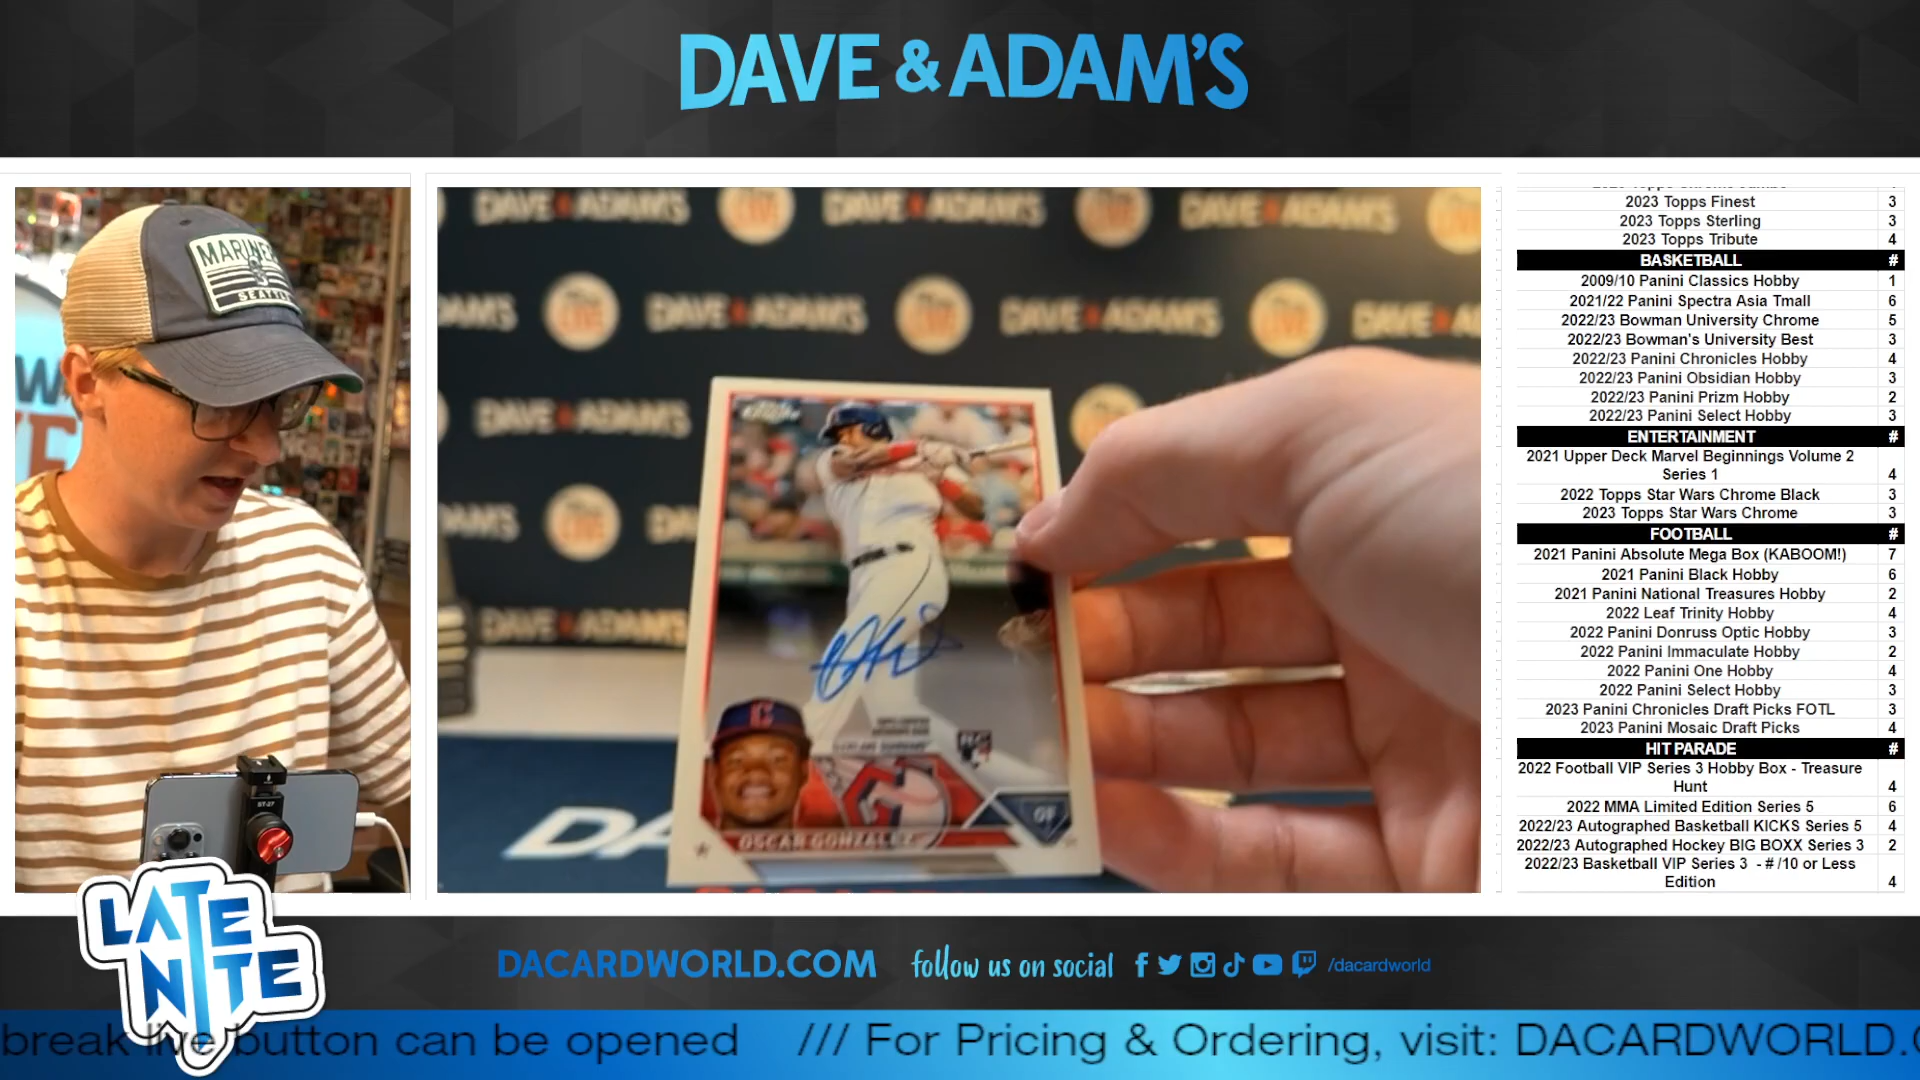 DAVE & ADAM'S
MARINERS
SEATTLE
DAVE & ADAM'S
OSCAR GONZALEZ
RC
OF
2023 Topps Finest 3
2023 Topps Sterling 3
2023 Topps Tribute 4
BASKETBALL #
2009/10 Panini Classics Hobby 1
2021/22 Panini Spectra Asia Tmall 6
2022/23 Bowman University Chrome 5
2022/23 Bowman's University Best 3
2022/23 Panini Chronicles Hobby 4
2022/23 Panini Obsidian Hobby 3
2022/23 Panini Prizm Hobby 2
2022/23 Panini Select Hobby 3
ENTERTAINMENT #
2021 Upper Deck Marvel Beginnings Volume 2
Series 1 4
2022 Topps Star Wars Chrome Black 3
2023 Topps Star Wars Chrome 3
FOOTBALL #
2021 Panini Absolute Mega Box (KABOOM!) 7
2021 Panini Black Hobby 6
2021 Panini National Treasures Hobby 2
2022 Leaf Trinity Hobby 4
2022 Panini Donruss Optic Hobby 3
2022 Panini Immaculate Hobby 2
2022 Panini One Hobby 4
2022 Panini Select Hobby 3
2023 Panini Chronicles Draft Picks FOTL 3
2023 Panini Mosaic Draft Picks 4
HIT PARADE #
2022 Football VIP Series 3 Hobby Box - Treasure
Hunt 4
2022 MMA Limited Edition Series 5 6
2022/23 Autographed Basketball KICKS Series 5 4
2022/23 Autographed Hockey BIG BOXX Series 3 2
2022/23 Basketball VIP Series 3 - # /10 or Less
Edition 4
LATE
NITE
DACARDWORLD.COM
follow us on social
/dacardworld
break live button can be opened /// For Pricing & Ordering, visit: DACARDWORLD.C